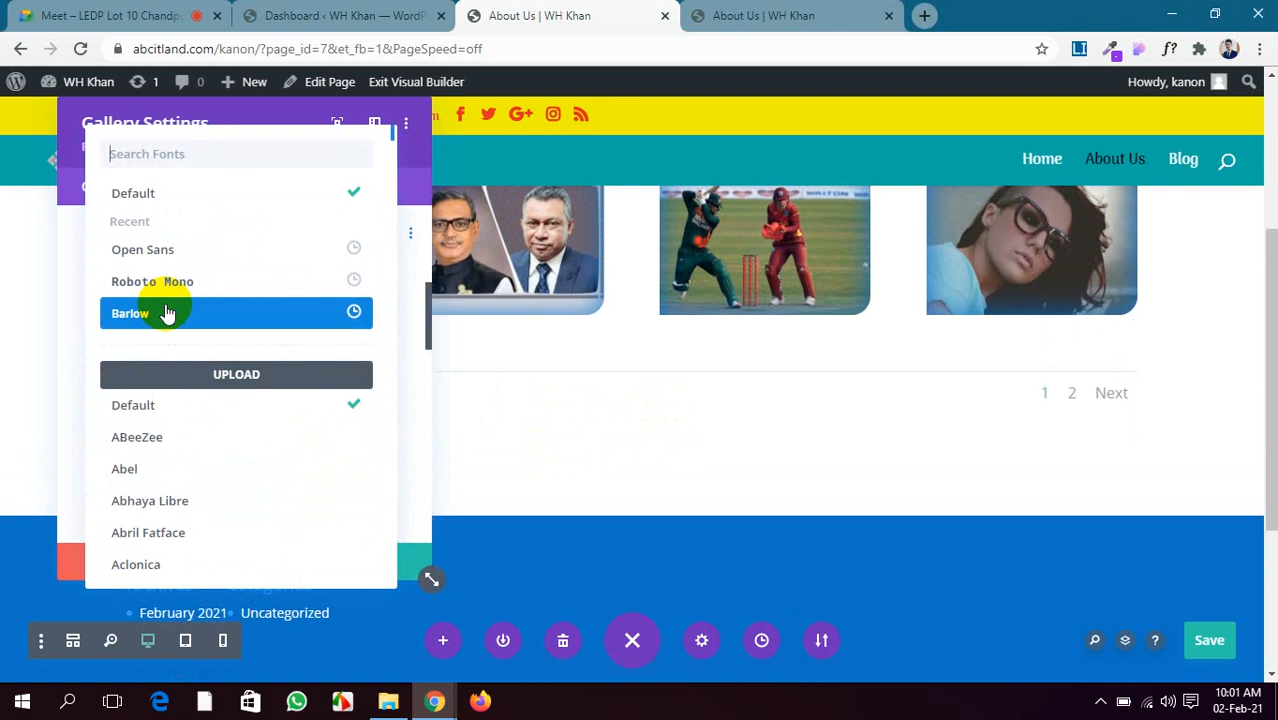 Meet – LEDP Lot 10 Chandpu
Dashboard ‹ WH Khan — WordP
About Us | WH Khan
About Us | WH Khan
abcitland.com/kanon/?page_id=7&et_fb=1&PageSpeed=off
WH Khan
1
0
New
Edit Page
Exit Visual Builder
Howdy, kanon
Gallery Settings
Home
About Us
Blog
Search Fonts
Default
Recent
Open Sans
Roboto Mono
Barlow
UPLOAD
Default
ABeeZee
Abel
Abhaya Libre
Abril Fatface
Aclonica
WALTON
1
2
Next
February 2021
Uncategorized
Save
10:01 AM
02-Feb-21